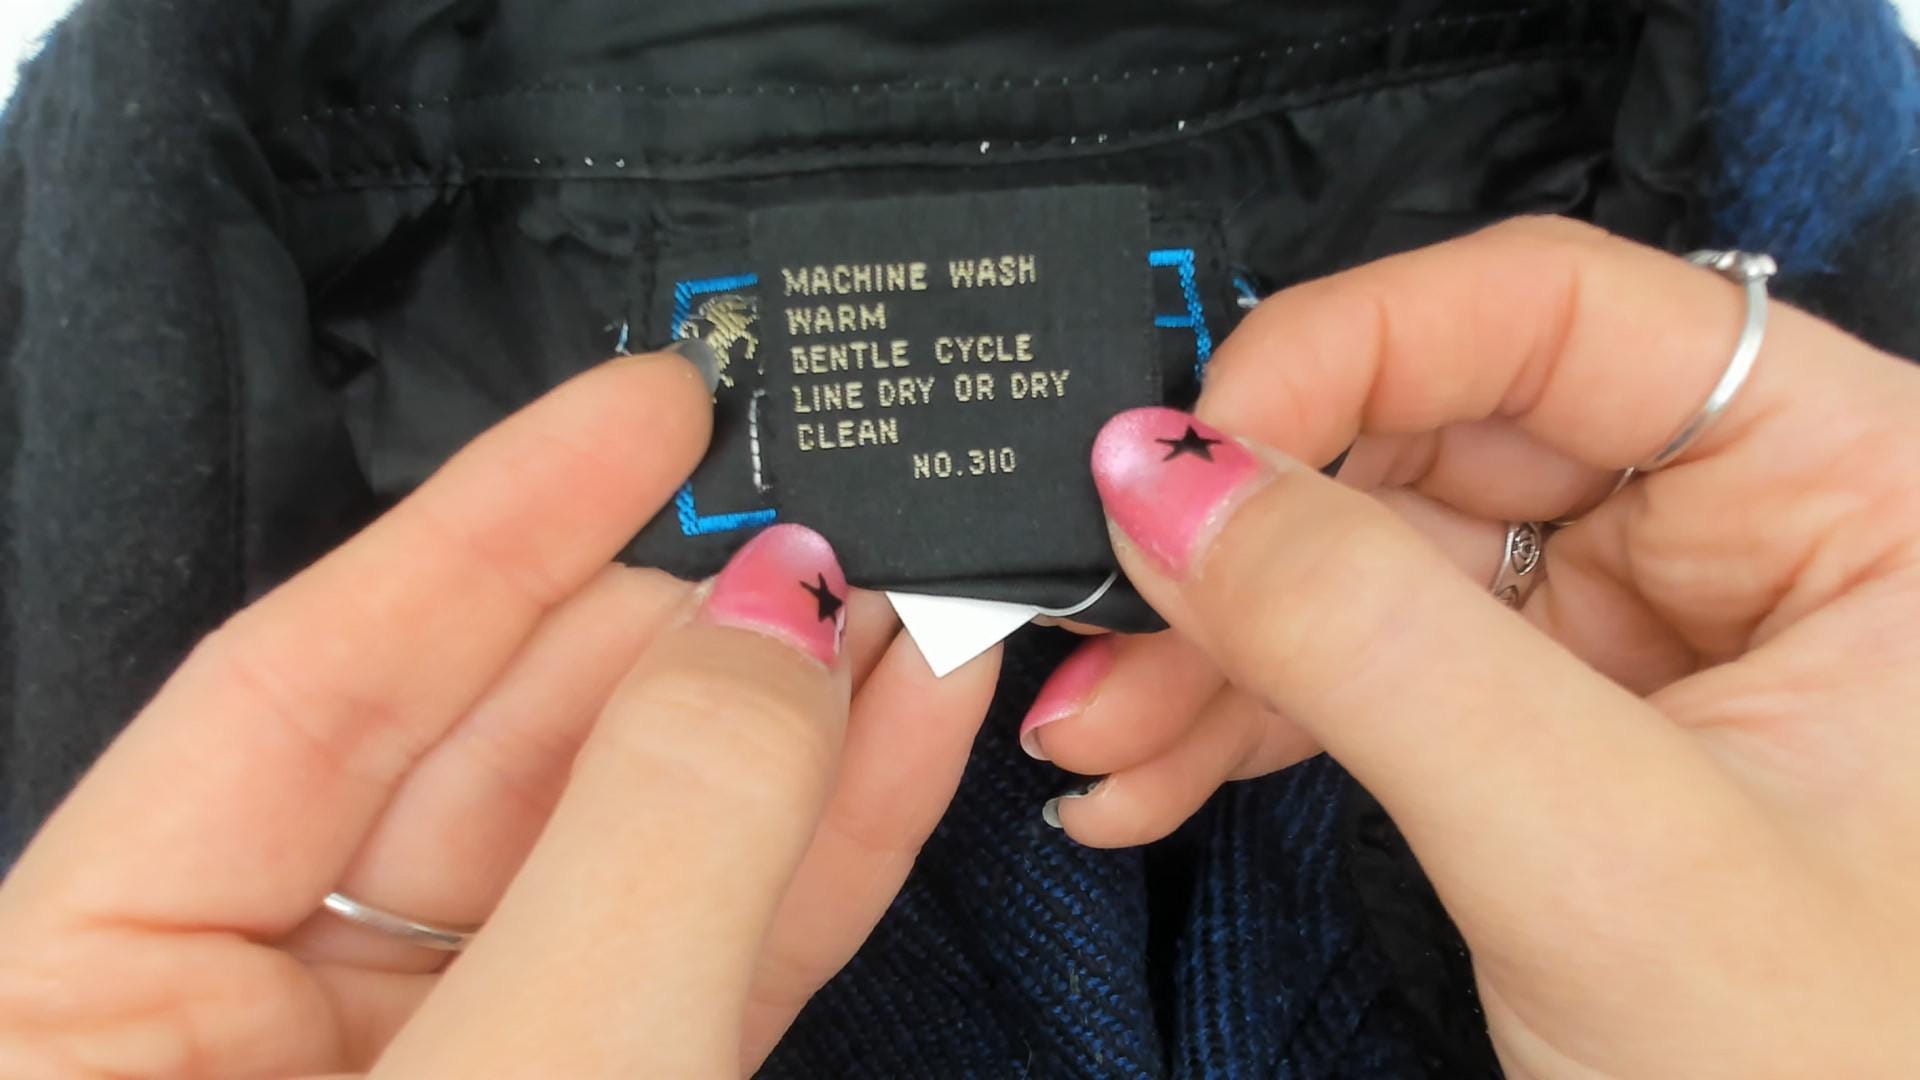 MACHINE WASH
WARM
GENTLE CYCLE
LINE DRY OR DRY
CLEAN
NO.310